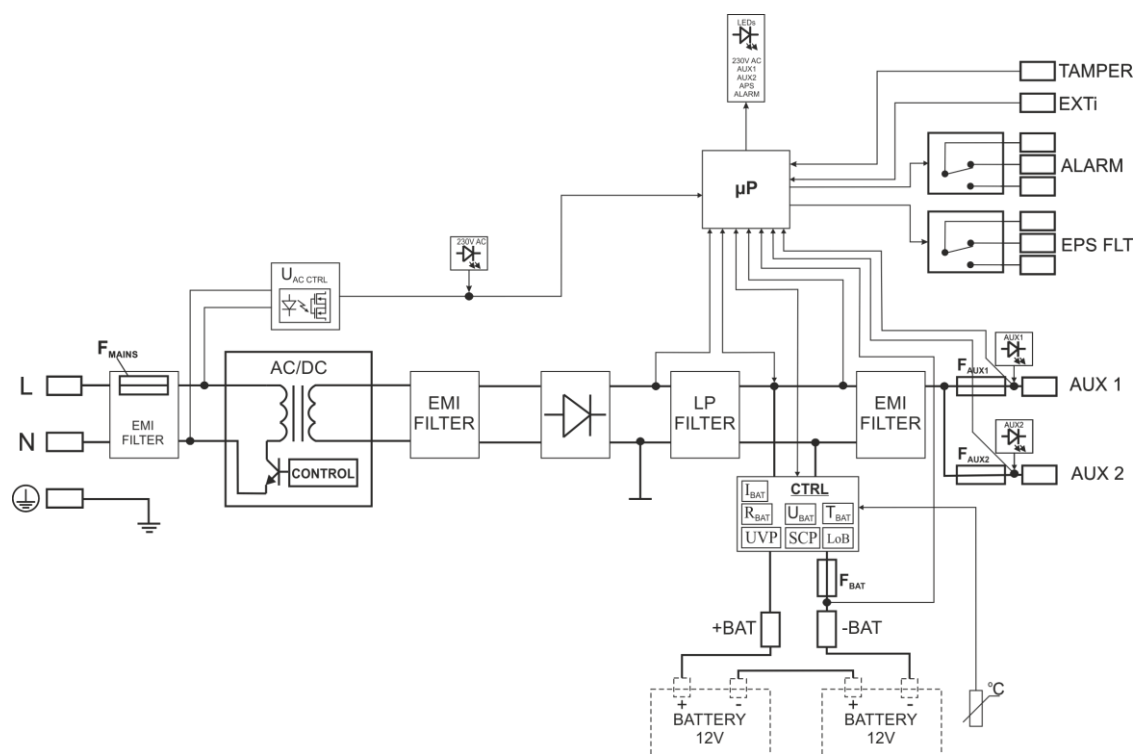 LEDs
230V AC
AUX1
AUX2
APS
ALARM
TAMPER
EXTi
ALARM
EPS FLT
µP
230V AC
U AC CTRL
F MAINS
L
N
EMI
FILTER
AC/DC
CONTROL
EMI
FILTER
LP
FILTER
EMI
FILTER
AUX1
F AUX1
AUX 1
AUX2
F AUX2
AUX 2
CTRL
I BAT
R BAT
U BAT
T BAT
UVP
SCP
LoB
F BAT
+BAT
-BAT
°C
+ -
BATTERY
12V
+ -
BATTERY
12V